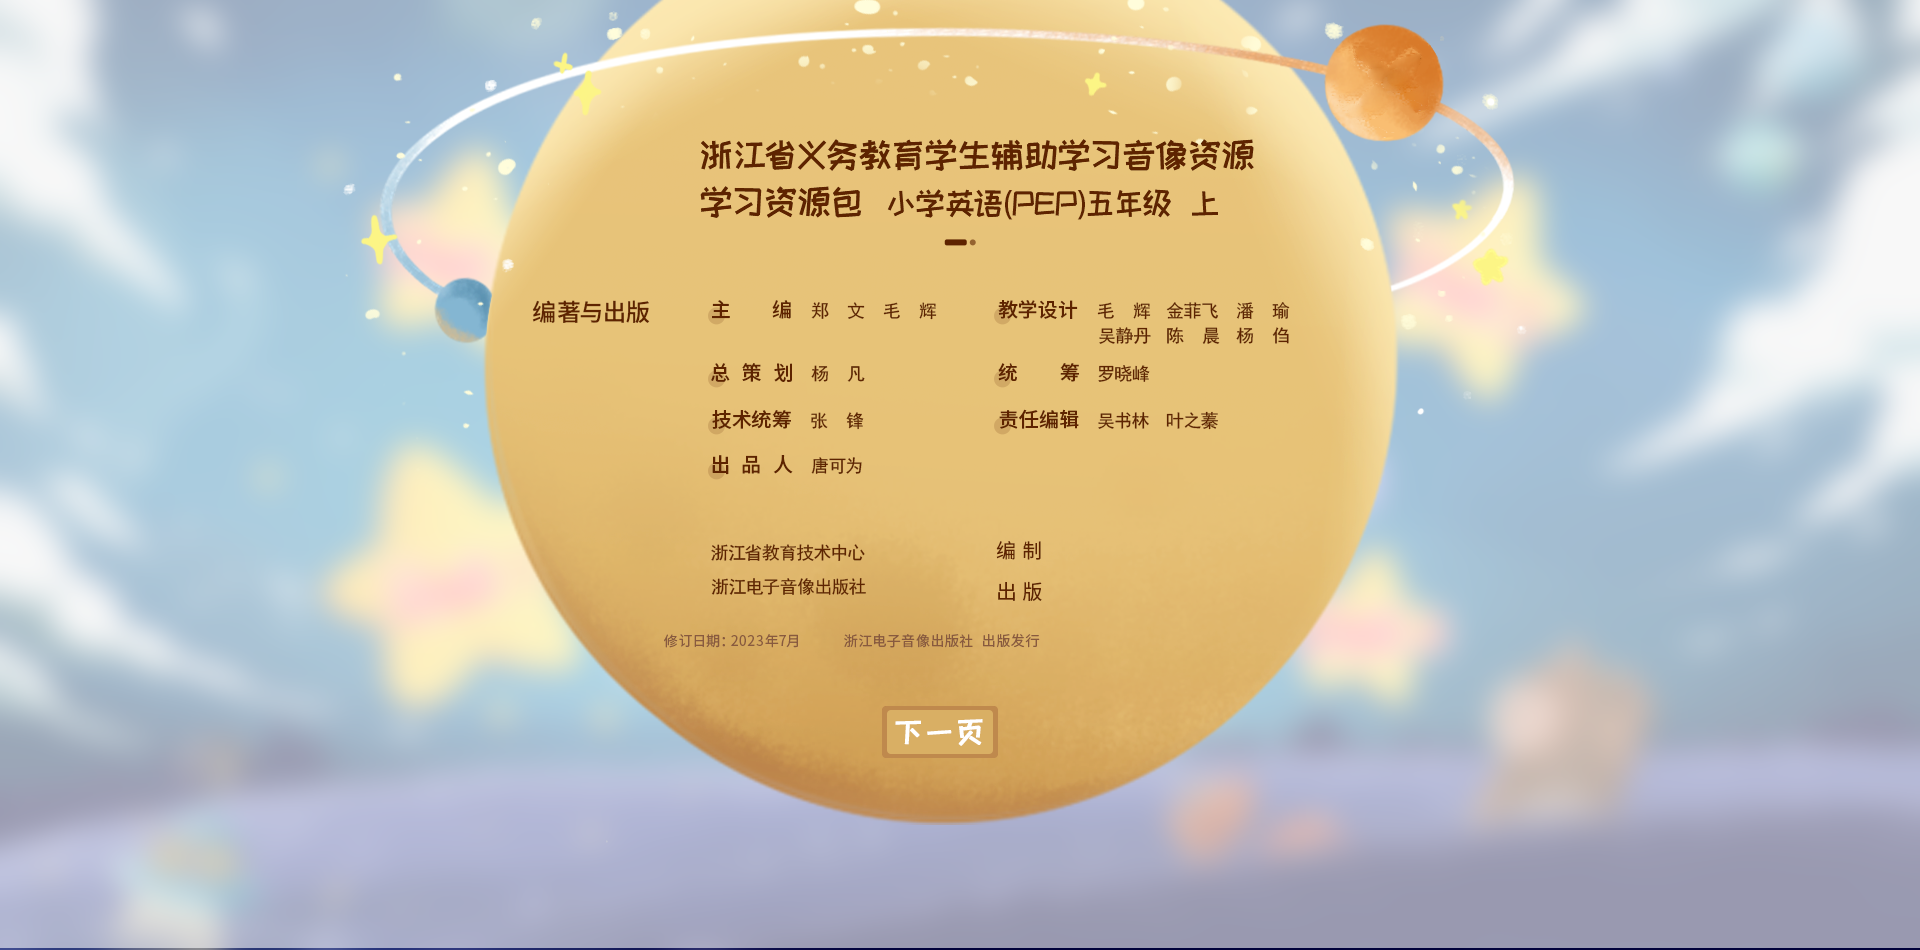 浙江省义务教育学生辅助学习音像资源
学习资源包 小学英语(PEP)五年级 上
编著与出版
主 编 郑 文 毛 辉
教学设计 毛 辉 金菲飞 潘 瑜
吴静丹 陈 晨 杨 㑇
总 策 划 杨 凡
统 筹 罗晓峰
技术统筹 张 锋
责任编辑 吴书林 叶之蓁
出 品 人 唐可为
浙江省教育技术中心 编 制
浙江电子音像出版社 出 版
修订日期：2023年7月 浙江电子音像出版社 出版发行
下一页